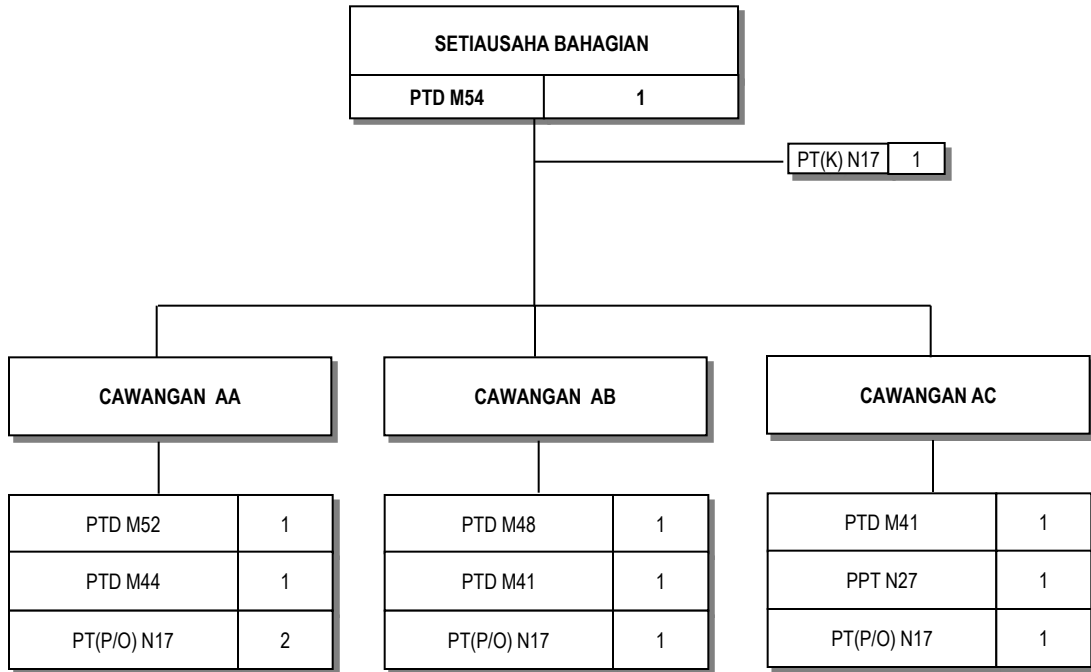 SETIAUSAHA BAHAGIAN
PTD M54 1
PT(K) N17 1
CAWANGAN AA
PTD M52 1
PTD M44 1
PT(P/O) N17 2
CAWANGAN AB
PTD M48 1
PTD M41 1
PT(P/O) N17 1
CAWANGAN AC
PTD M41 1
PPT N27 1
PT(P/O) N17 1